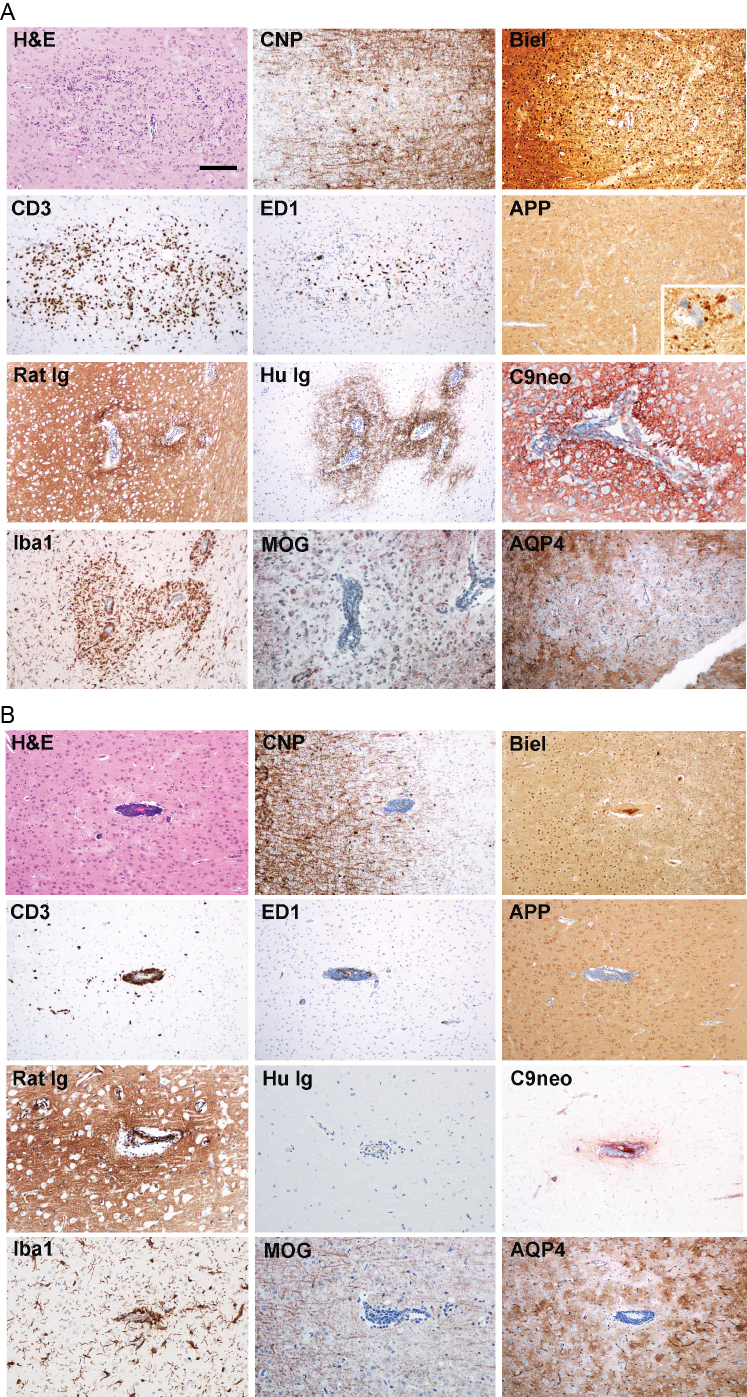 A
H&E CNP Biel
CD3 ED1 APP
Rat Ig Hu Ig C9neo
Iba1 MOG AQP4
B
H&E CNP Biel
CD3 ED1 APP
Rat Ig Hu Ig C9neo
Iba1 MOG AQP4